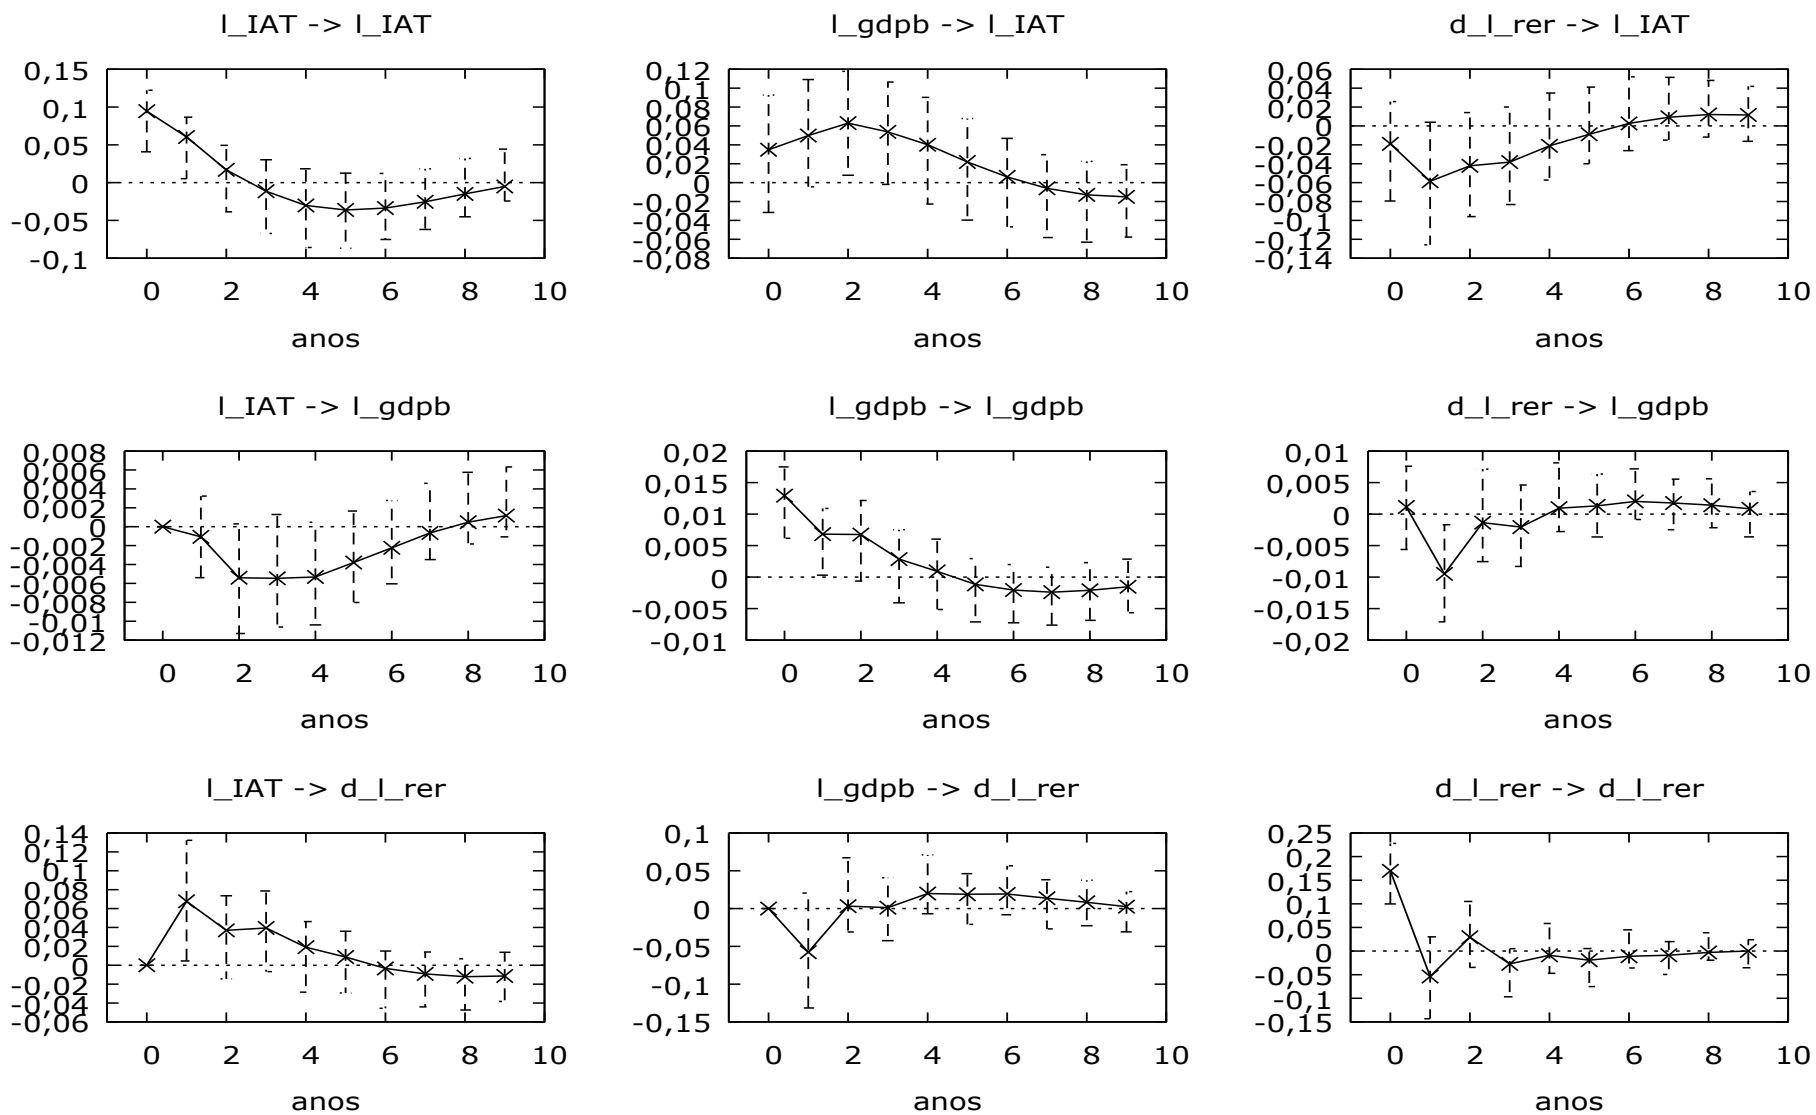 l_IAT -> l_IAT
0,15
0,1
0,05
0
-0,05
-0,1
0 2 4 6 8 10
anos
l_gdpb -> l_IAT
0,12
0,1
0,08
0,06
0,04
0,02
0
-0,02
-0,04
-0,06
-0,08
0 2 4 6 8 10
anos
d_l_rer -> l_IAT
0,06
0,04
0,02
0
-0,02
-0,04
-0,06
-0,08
-0,1
-0,12
-0,14
0 2 4 6 8 10
anos
l_IAT -> l_gdpb
0,008
0,006
0,004
0,002
0
-0,002
-0,004
-0,006
-0,008
-0,01
-0,012
0 2 4 6 8 10
anos
l_gdpb -> l_gdpb
0,02
0,015
0,01
0,005
0
-0,005
-0,01
0 2 4 6 8 10
anos
d_l_rer -> l_gdpb
0,01
0,005
0
-0,005
-0,01
-0,015
-0,02
0 2 4 6 8 10
anos
l_IAT -> d_l_rer
0,14
0,12
0,1
0,08
0,06
0,04
0,02
0
-0,02
-0,04
-0,06
0 2 4 6 8 10
anos
l_gdpb -> d_l_rer
0,1
0,05
0
-0,05
-0,1
-0,15
0 2 4 6 8 10
anos
d_l_rer -> d_l_rer
0,25
0,2
0,15
0,1
0,05
0
-0,05
-0,1
-0,15
0 2 4 6 8 10
anos